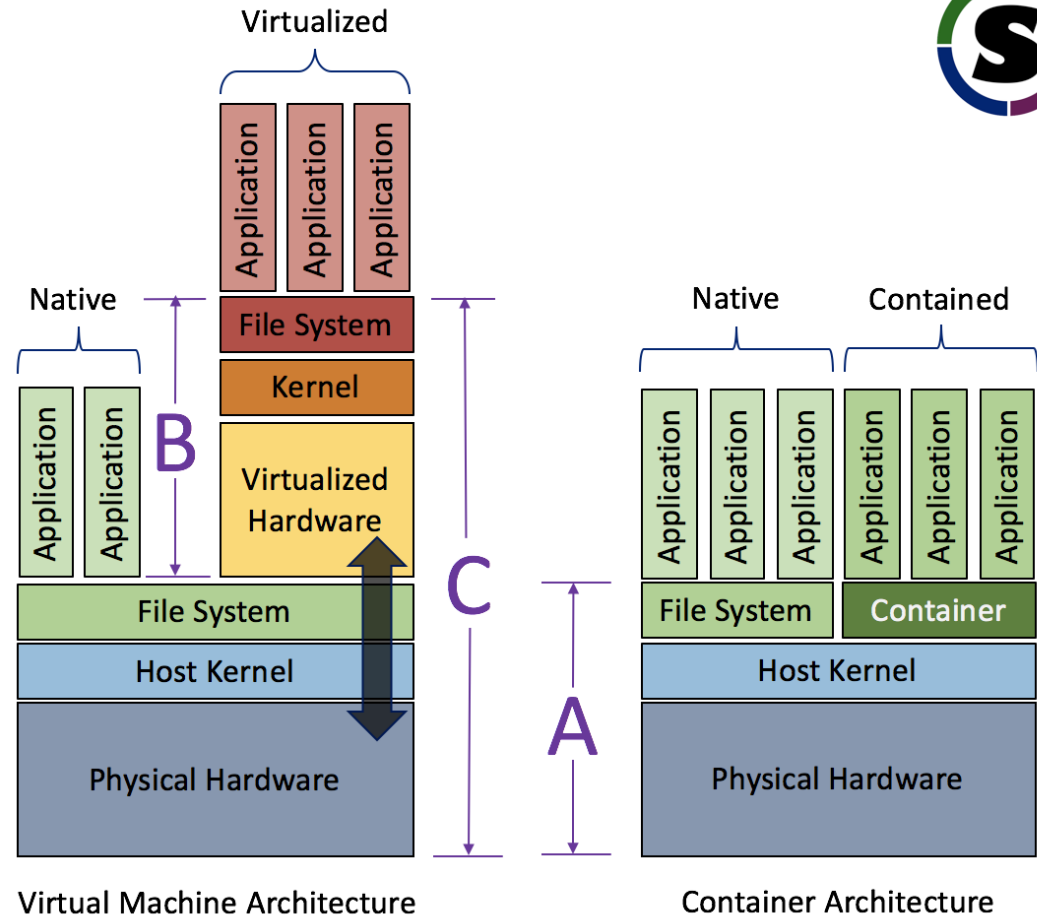 Virtualized
S
Application
Application
Application
Native
File System
Kernel
Virtualized
Hardware
B
Application
Application
C
File System
Host Kernel
Physical Hardware
Virtual Machine Architecture
Native
Contained
Application
Application
Application
Application
Application
Application
File System
Container
A
Host Kernel
Physical Hardware
Container Architecture